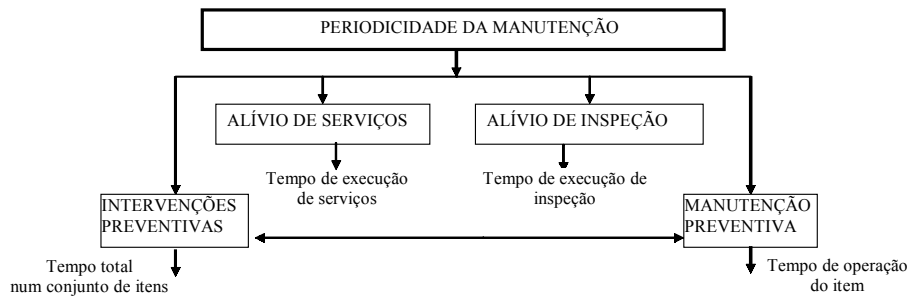 PERIODICIDADE DA MANUTENÇÃO
ALÍVIO DE SERVIÇOS
ALÍVIO DE INSPEÇÃO
Tempo de execução
de serviços
Tempo de execução de
inspeção
INTERVENÇÕES
PREVENTIVAS
MANUTENÇÃO
PREVENTIVA
Tempo total
num conjunto de itens
Tempo de operação
do item